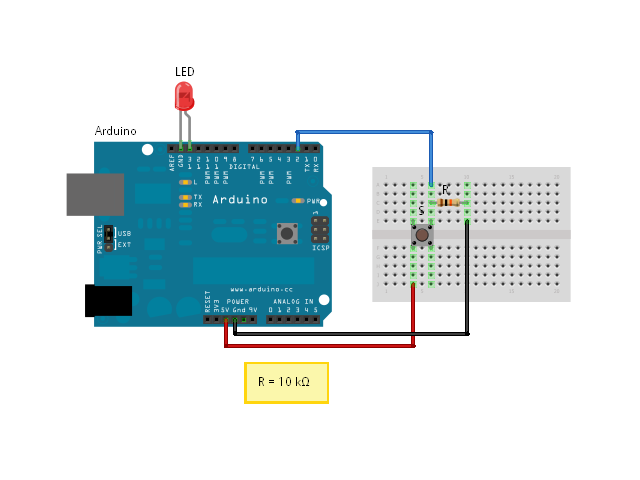 LED
Arduino
AREF
GND
13
12
11
10
9
8
7
6
5
4
3
2
1
0
TX
RX
PWM
PWM
PWM
PWM
PWM
PWM
DIGITAL
L
TX
RX
Arduino
PWR
1
ICSP
PWR SEL
USB
EXT
www.arduino.cc
RESET
3V3
5V
Gnd
9V
POWER
ANALOG IN
0 1 2 3 4 5
R
S
R = 10 kΩ